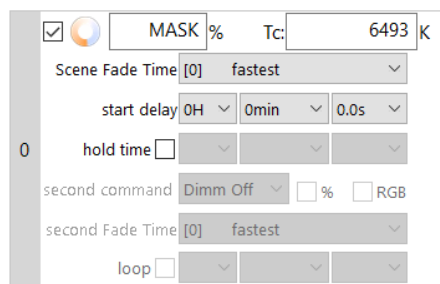 MASK % Tc: 6493 K
Scene Fade Time [0] fastest
start delay 0H 0min 0.0s
0 hold time
second command Dimm Off % RGB
second Fade Time [0] fastest
loop